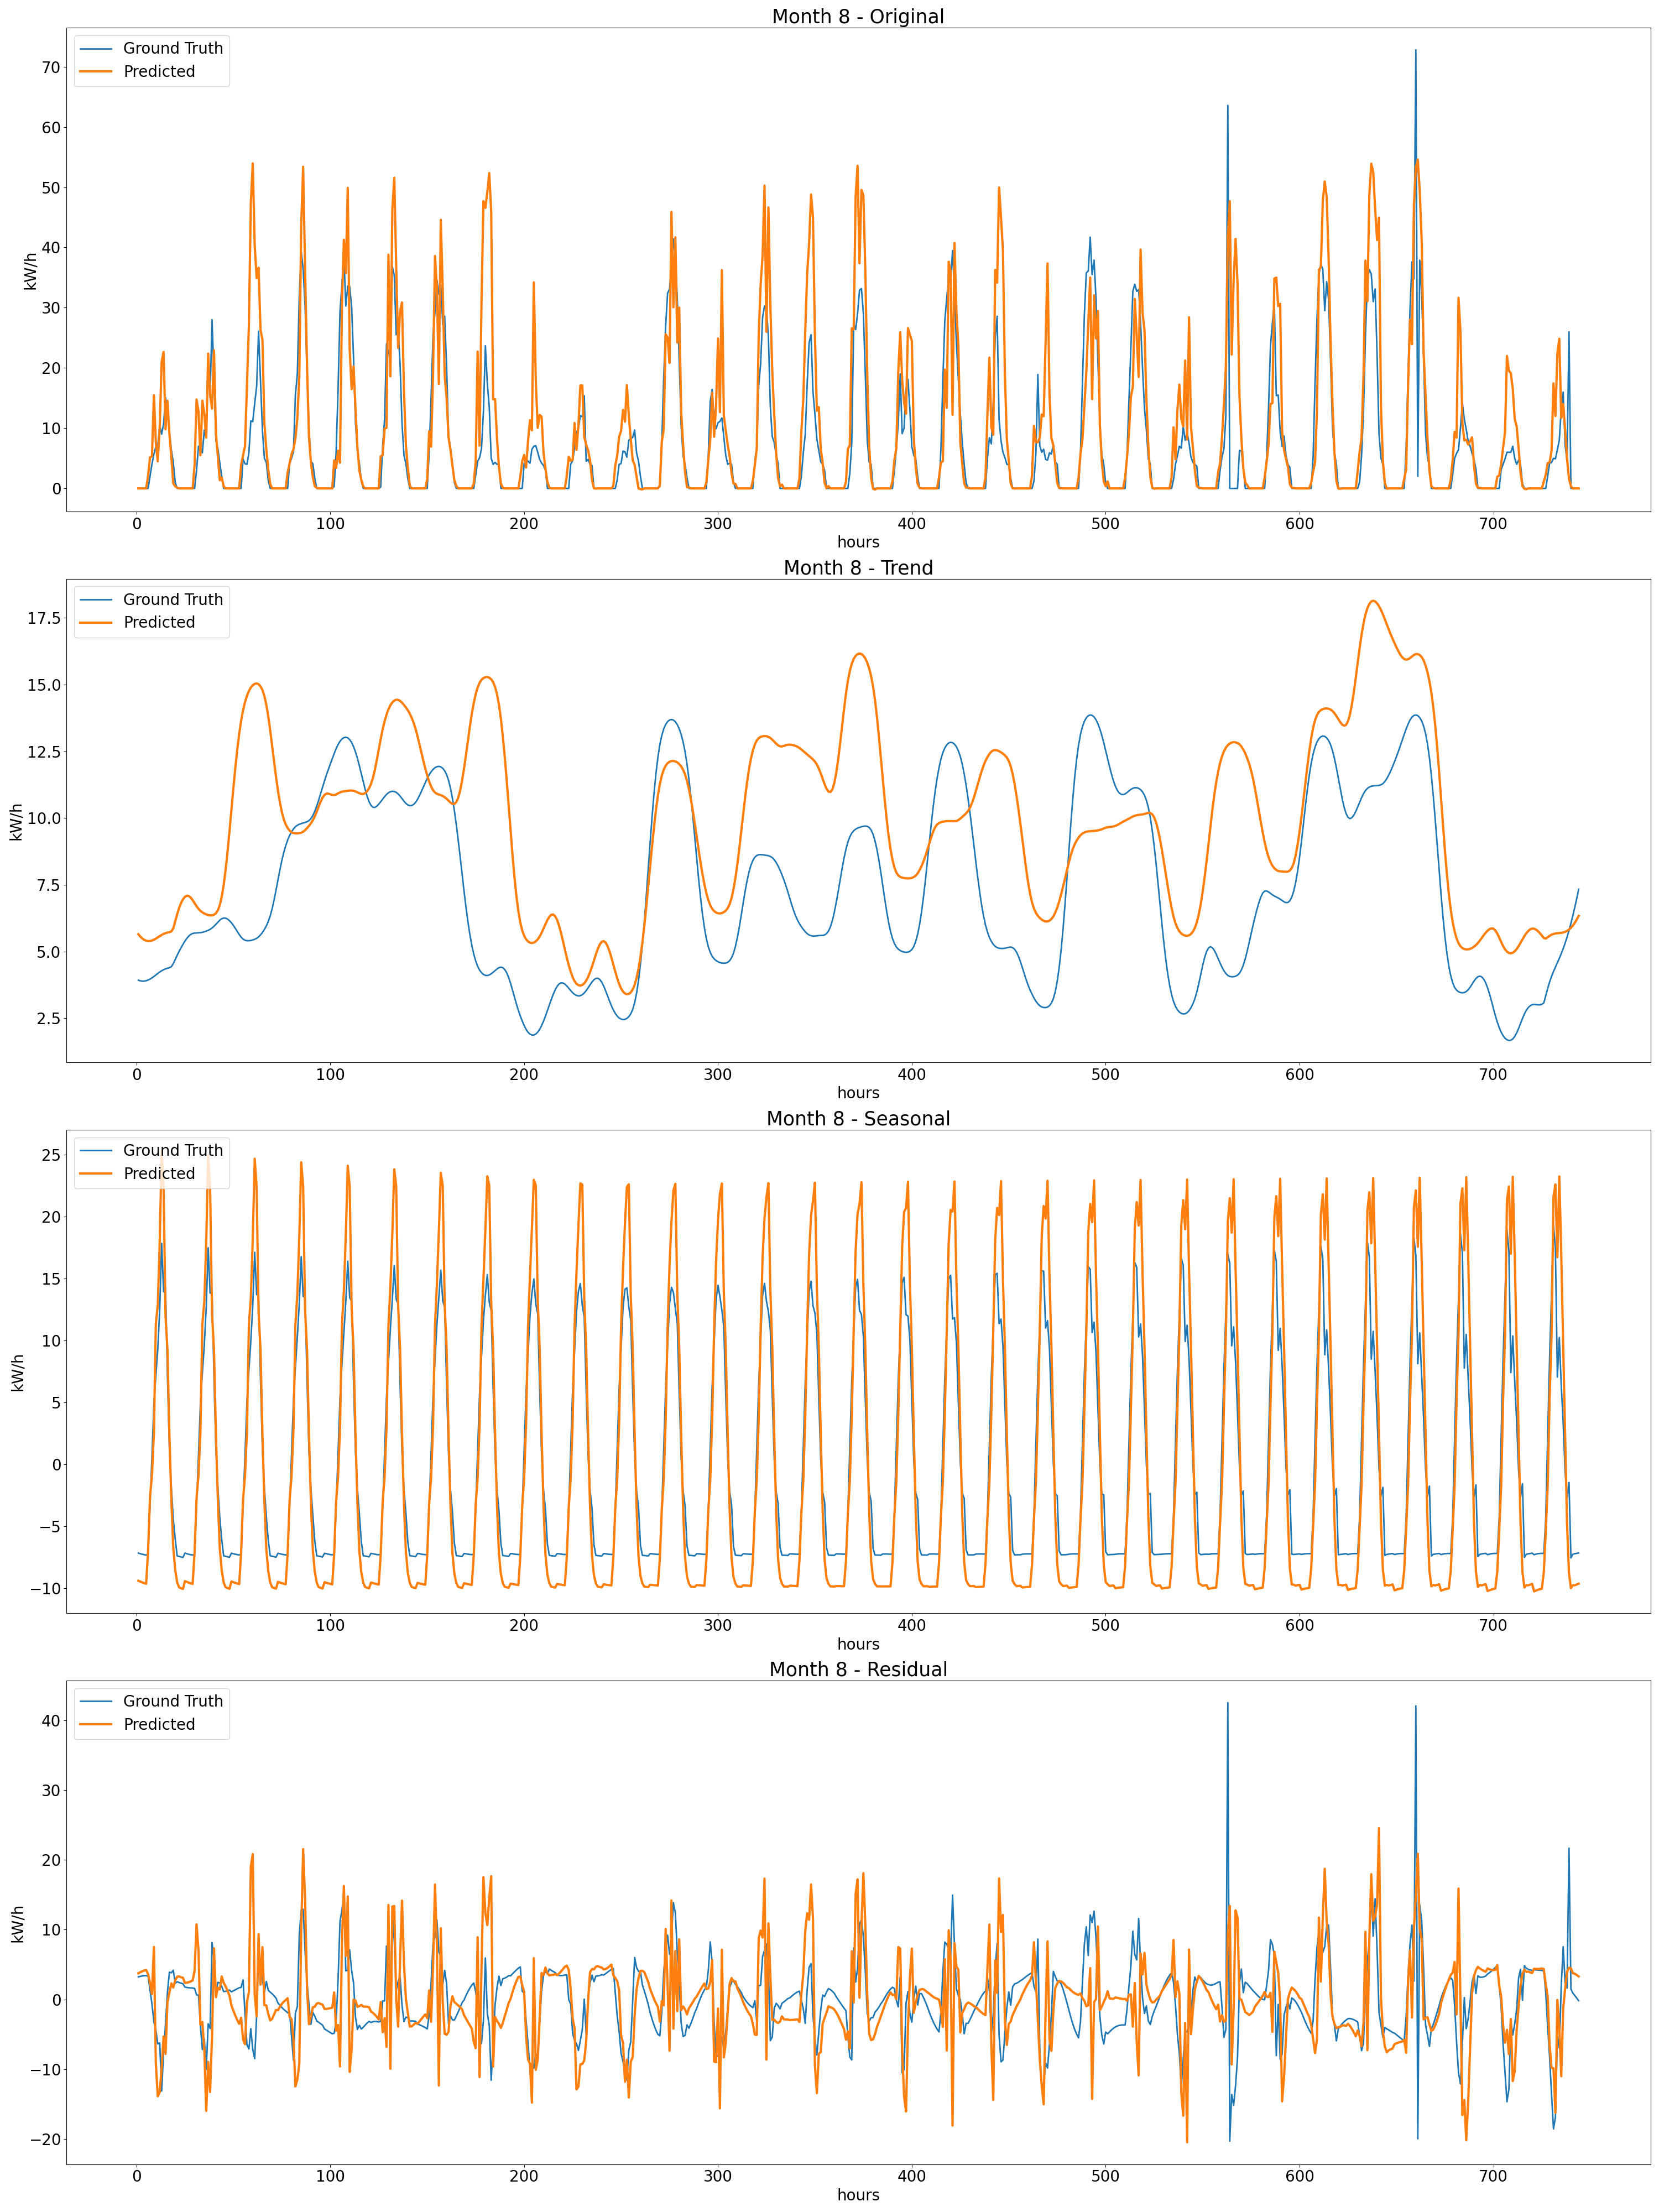 Month 8 - Original
Ground Truth
Predicted
kW/h
70
60
50
40
30
20
10
0
0 100 200 300 400 500 600 700
hours
Month 8 - Trend
Ground Truth
Predicted
kW/h
17.5
15.0
12.5
10.0
7.5
5.0
2.5
0 100 200 300 400 500 600 700
hours
Month 8 - Seasonal
Ground Truth
Predicted
kW/h
25
20
15
10
5
0
−5
−10
0 100 200 300 400 500 600 700
hours
Month 8 - Residual
Ground Truth
Predicted
kW/h
40
30
20
10
0
−10
−20
0 100 200 300 400 500 600 700
hours